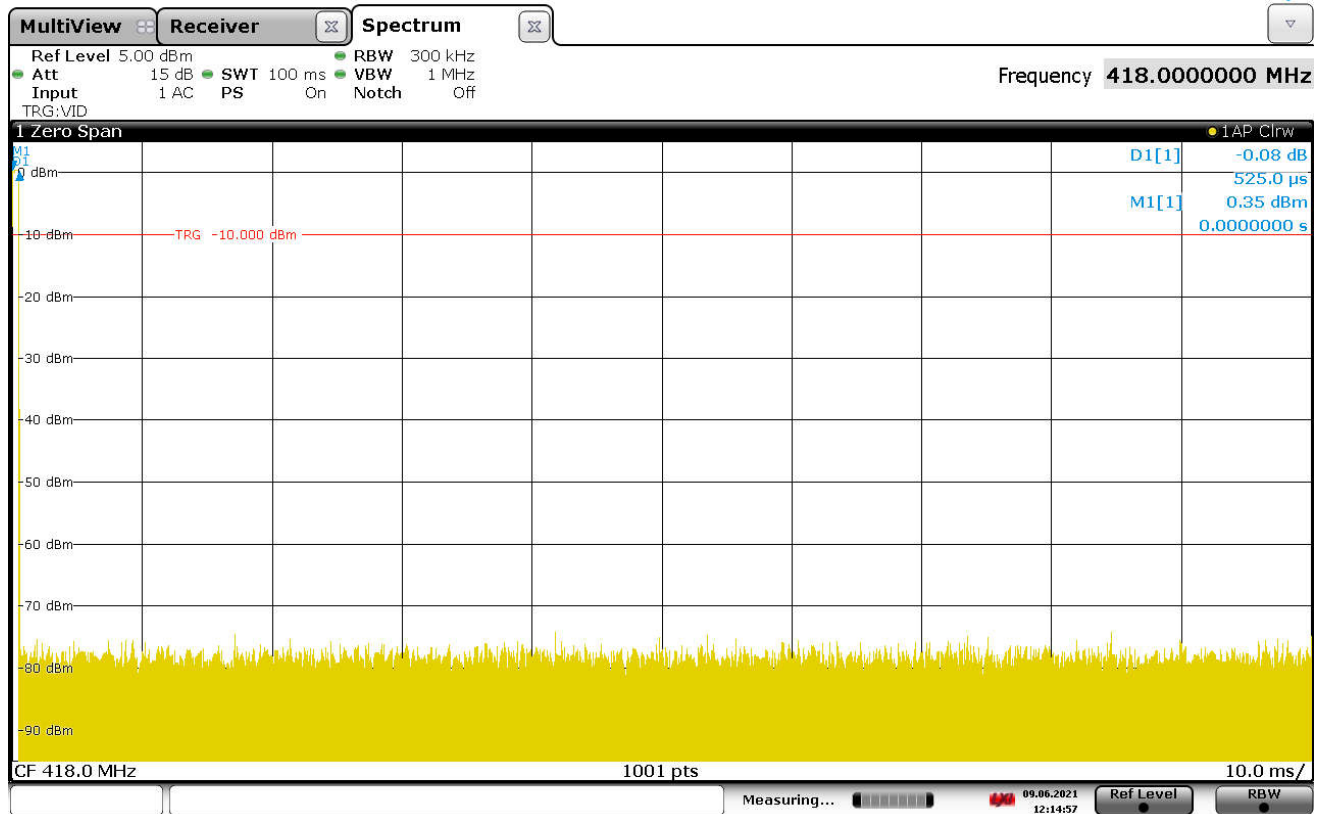 MultiView Receiver Spectrum
Ref Level 5.00 dBm RBW 300 kHz
Att 15 dB SWT 100 ms VBW 1 MHz
Input 1 AC PS On Notch Off
TRG:VID
Frequency 418.0000000 MHz
1 Zero Span 1AP Clrw
M1
D1
D1[1] -0.08 dB
525.0 µs
M1[1] 0.35 dBm
0.0000000 s
0 dBm
-10 dBm TRG -10.000 dBm
-20 dBm
-30 dBm
-40 dBm
-50 dBm
-60 dBm
-70 dBm
-80 dBm
-90 dBm
CF 418.0 MHz 1001 pts 10.0 ms/
Measuring... 09.06.2021 Ref Level RBW
12:14:57